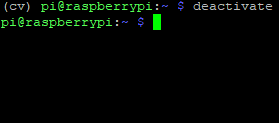 (cv) pi@raspberrypi:~ $ deactivate
pi@raspberrypi:~ $